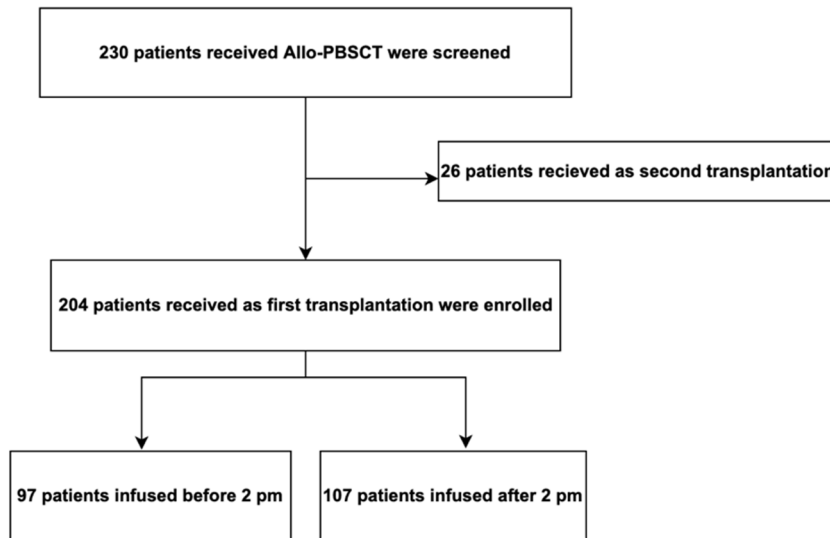 230 patients received Allo-PBSCT were screened
26 patients recieved as second transplantation
204 patients received as first transplantation were enrolled
97 patients infused before 2 pm
107 patients infused after 2 pm